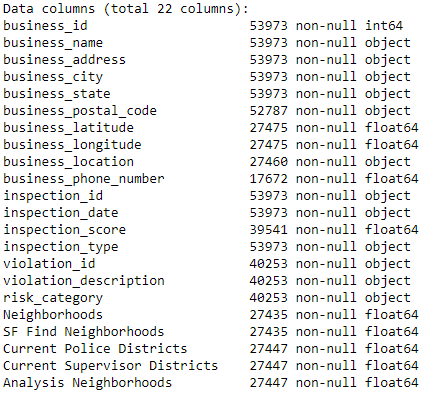 Data columns (total 22 columns):
business_id 53973 non-null int64
business_name 53973 non-null object
business_address 53973 non-null object
business_city 53973 non-null object
business_state 53973 non-null object
business_postal_code 52787 non-null object
business_latitude 27475 non-null float64
business_longitude 27475 non-null float64
business_location 27460 non-null object
business_phone_number 17672 non-null float64
inspection_id 53973 non-null object
inspection_date 53973 non-null object
inspection_score 39541 non-null float64
inspection_type 53973 non-null object
violation_id 40253 non-null object
violation_description 40253 non-null object
risk_category 40253 non-null object
Neighborhoods 27435 non-null float64
SF Find Neighborhoods 27435 non-null float64
Current Police Districts 27447 non-null float64
Current Supervisor Districts 27447 non-null float64
Analysis Neighborhoods 27447 non-null float64